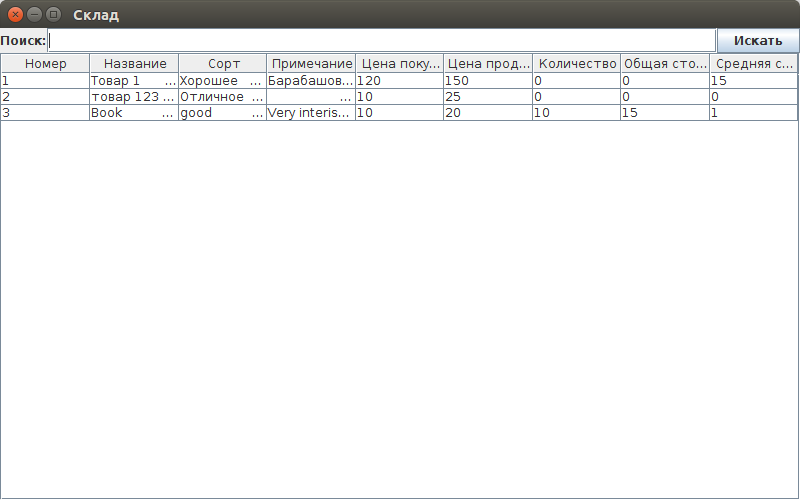 Склад
Поиск: Искать
Номер Название Сорт Примечание Цена поку... Цена прод... Количество Общая сто... Средняя с...
1 Товар 1 ... Хорошее ... Барабашов... 120 150 0 0 15
2 товар 123 ... Отличное ... ... 10 25 0 0 0
3 Book ... good ... Very interis... 10 20 10 15 1